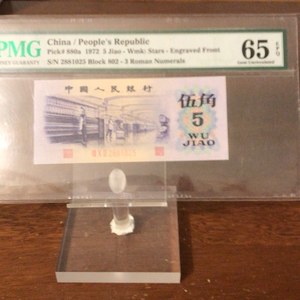 PMG
China / People's Republic
Pick# 880a 1972 5 Jiao - Wmk: Stars - Engraved Front
S/N 2881025 Block 802 - 3 Roman Numerals
65 EPQ
Gem Uncirculated
中国人民银行
伍角
5
WU
JIAO